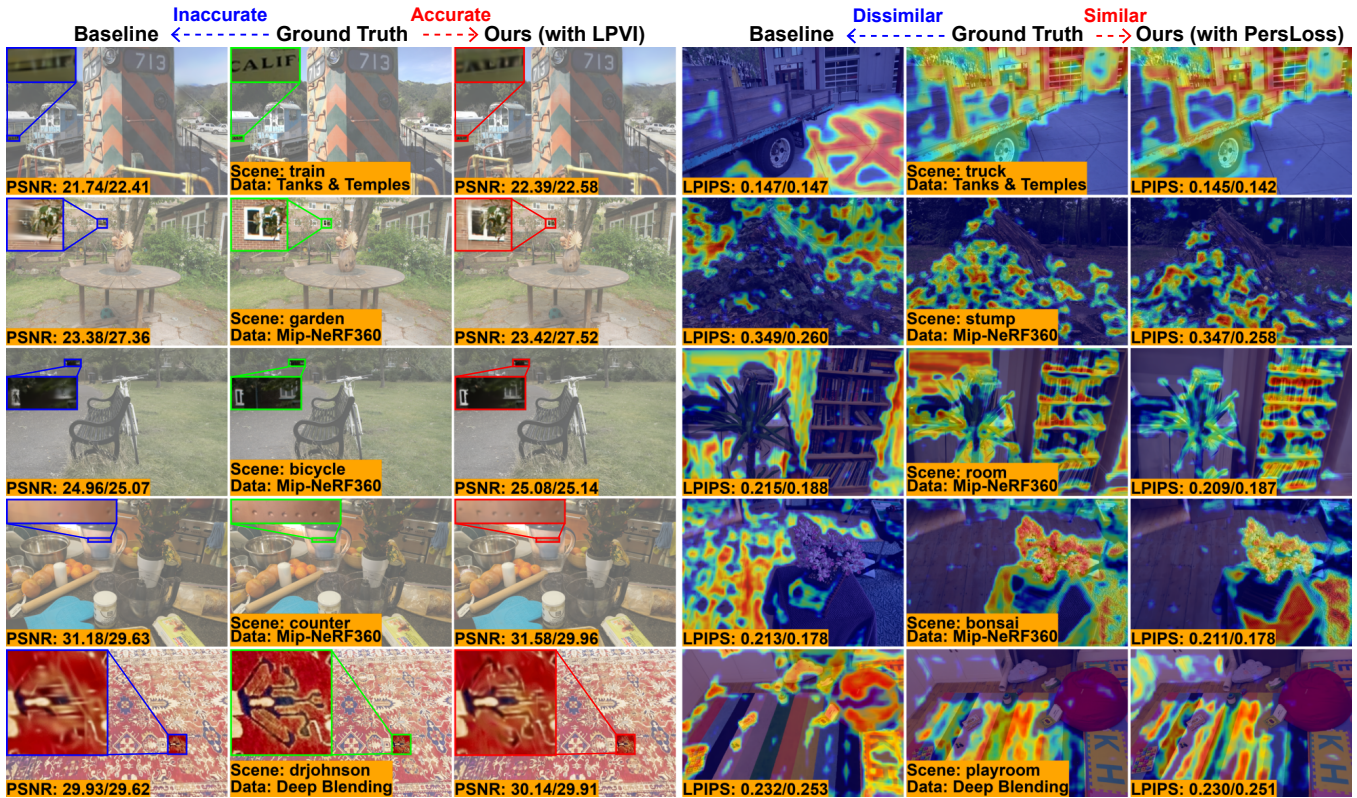 Inaccurate Accurate
Baseline Ground Truth Ours (with LPVI)
Dissimilar Similar
Baseline Ground Truth Ours (with PersLoss)
CALIF
713
713
713
PSNR: 21.74/22.41
Scene: train
Data: Tanks & Temples
PSNR: 22.39/22.58
LPIPS: 0.147/0.147
Scene: truck
Data: Tanks & Temples
LPIPS: 0.145/0.142
PSNR: 23.38/27.36
Scene: garden
Data: Mip-NeRF360
PSNR: 23.42/27.52
LPIPS: 0.349/0.260
Scene: stump
Data: Mip-NeRF360
LPIPS: 0.347/0.258
PSNR: 24.96/25.07
Scene: bicycle
Data: Mip-NeRF360
PSNR: 25.08/25.14
LPIPS: 0.215/0.188
Scene: room
Data: Mip-NeRF360
LPIPS: 0.209/0.187
PSNR: 31.18/29.63
Scene: counter
Data: Mip-NeRF360
PSNR: 31.58/29.96
LPIPS: 0.213/0.178
Scene: bonsai
Data: Mip-NeRF360
LPIPS: 0.211/0.178
PSNR: 29.93/29.62
Scene: drjohnson
Data: Deep Blending
PSNR: 30.14/29.91
LPIPS: 0.232/0.253
Scene: playroom
Data: Deep Blending
LPIPS: 0.230/0.251
K
H